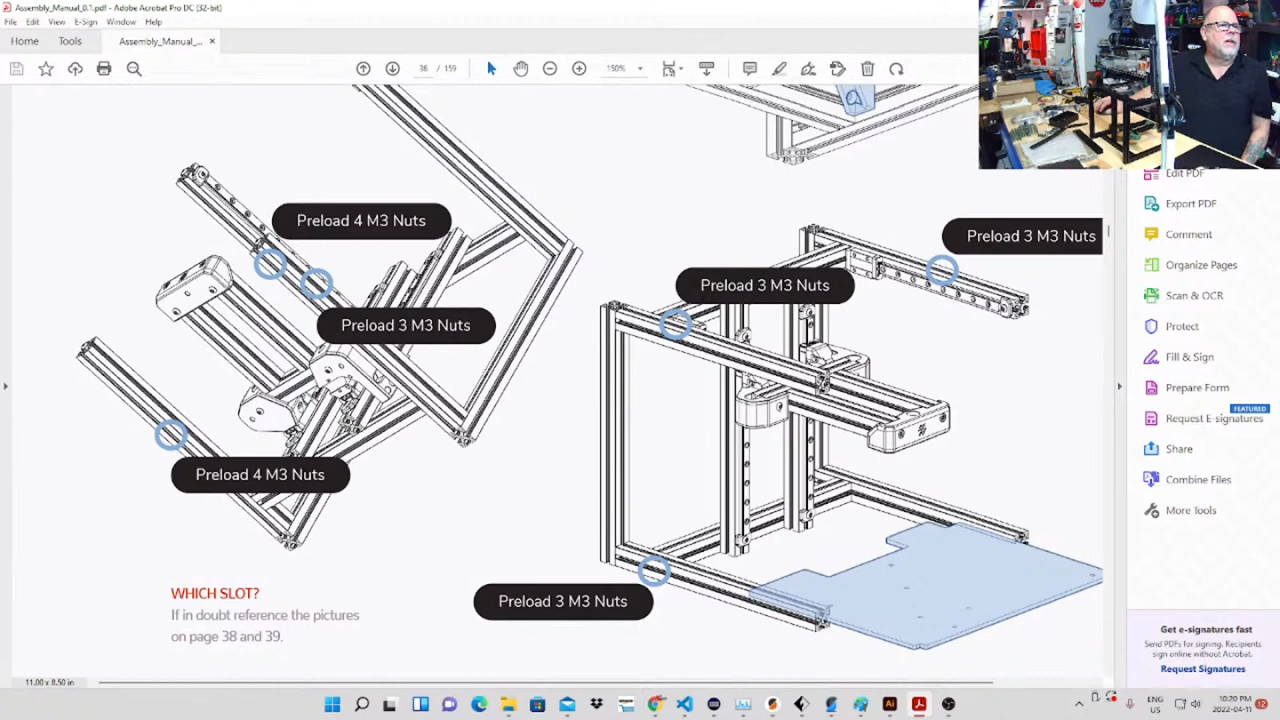 Assembly_Manual_0.1.pdf - Adobe Acrobat Pro DC (32-bit)
File Edit View E-Sign Window Help
Home Tools Assembly_Manual_...
36 / 159 150%
Edit PDF
Export PDF
Comment
Organize Pages
Scan & OCR
Protect
Fill & Sign
Prepare Form
FEATURED
Request E-signatures
Share
Combine Files
More Tools
Preload 4 M3 Nuts
Preload 3 M3 Nuts
Preload 3 M3 Nuts
Preload 3 M3 Nuts
Preload 4 M3 Nuts
Preload 3 M3 Nuts
WHICH SLOT?
If in doubt reference the pictures
on page 38 and 39.
Get e-signatures fast
Send PDFs for signing. Recipients
sign online without Acrobat.
Request Signatures
11.00 x 8.50 in
ENG
US
10:20 PM
2022-04-11
12